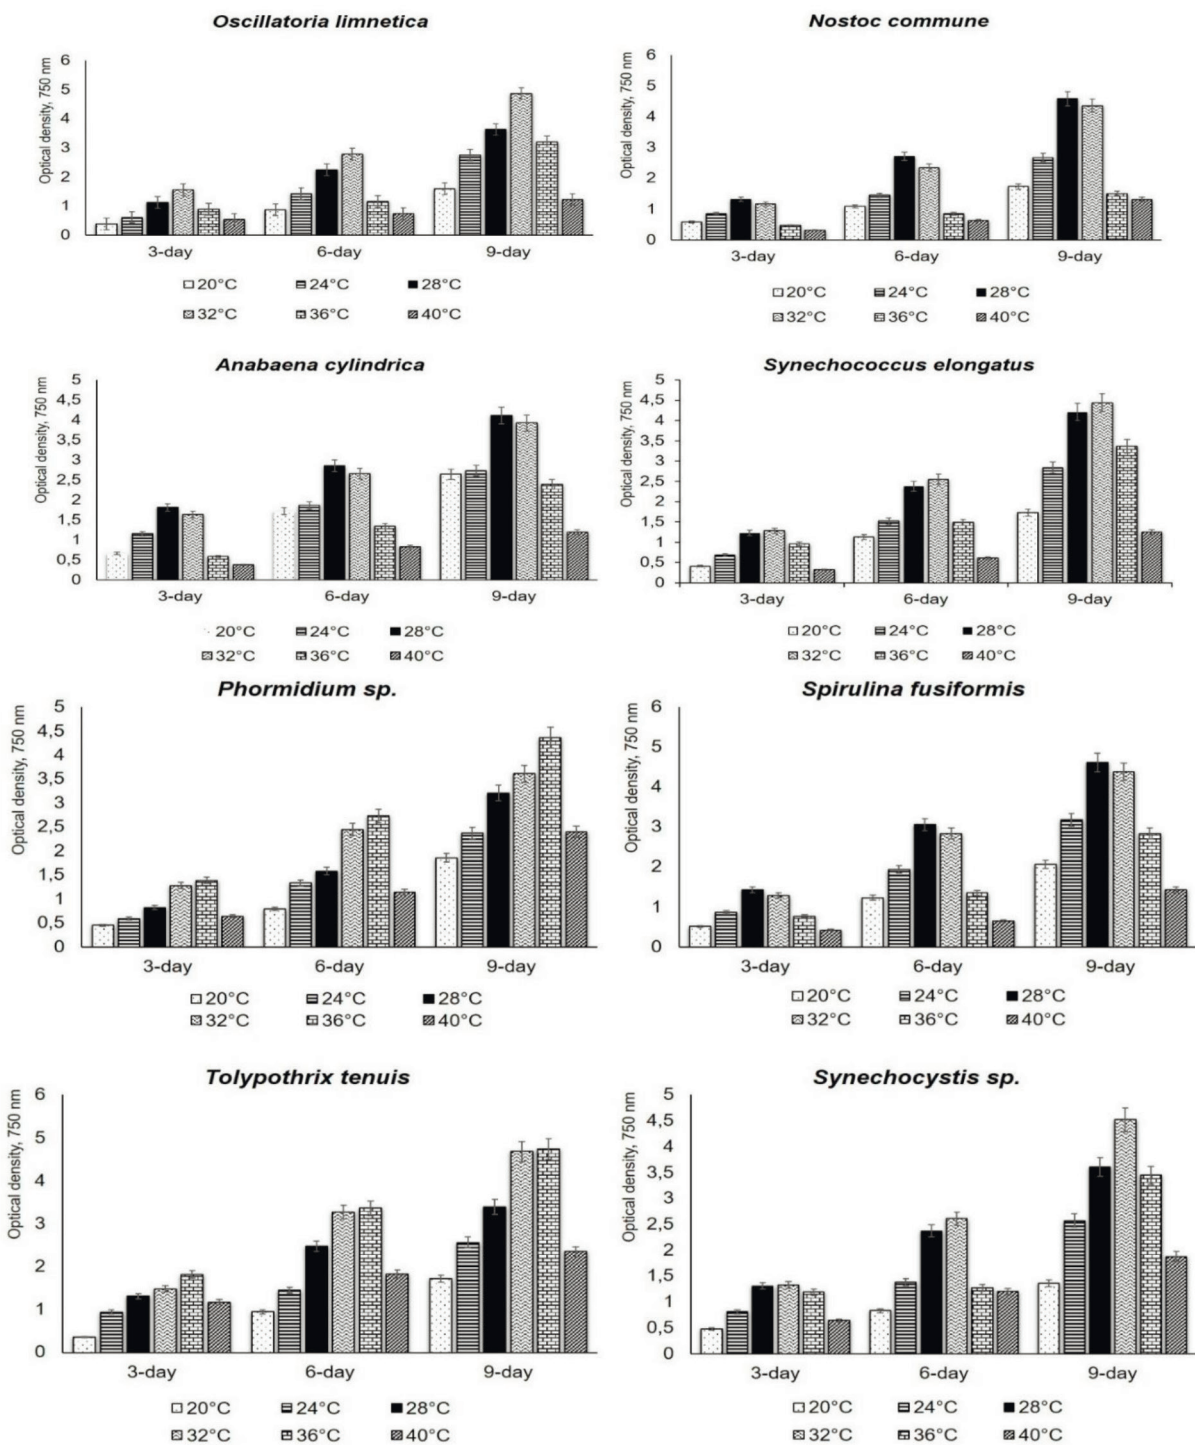 Oscillatoria limnetica
Optical density, 750 nm
6
5
4
3
2
1
0
3-day 6-day 9-day
20°C 24°C 28°C
32°C 36°C 40°C
Nostoc commune
Optical density, 750 nm
6
5
4
3
2
1
0
3-day 6-day 9-day
20°C 24°C 28°C
32°C 36°C 40°C
Anabaena cylindrica
Optical density, 750 nm
5
4,5
4
3,5
3
2,5
2
1,5
1
0,5
0
3-day 6-day 9-day
20°C 24°C 28°C
32°C 36°C 40°C
Synechococcus elongatus
Optical density, 750 nm
5
4,5
4
3,5
3
2,5
2
1,5
1
0,5
0
3-day 6-day 9-day
20°C 24°C 28°C
32°C 36°C 40°C
Phormidium sp.
Optical density, 750 nm
5
4,5
4
3,5
3
2,5
2
1,5
1
0,5
0
3-day 6-day 9-day
20°C 24°C 28°C
32°C 36°C 40°C
Spirulina fusiformis
Optical density, 750 nm
6
5
4
3
2
1
0
3-day 6-day 9-day
20°C 24°C 28°C
32°C 36°C 40°C
Tolypothrix tenuis
Optical density, 750 nm
6
5
4
3
2
1
0
3-day 6-day 9-day
20°C 24°C 28°C
32°C 36°C 40°C
Synechocystis sp.
Optical density, 750 nm
5
4,5
4
3,5
3
2,5
2
1,5
1
0,5
0
3-day 6-day 9-day
20°C 24°C 28°C
32°C 36°C 40°C